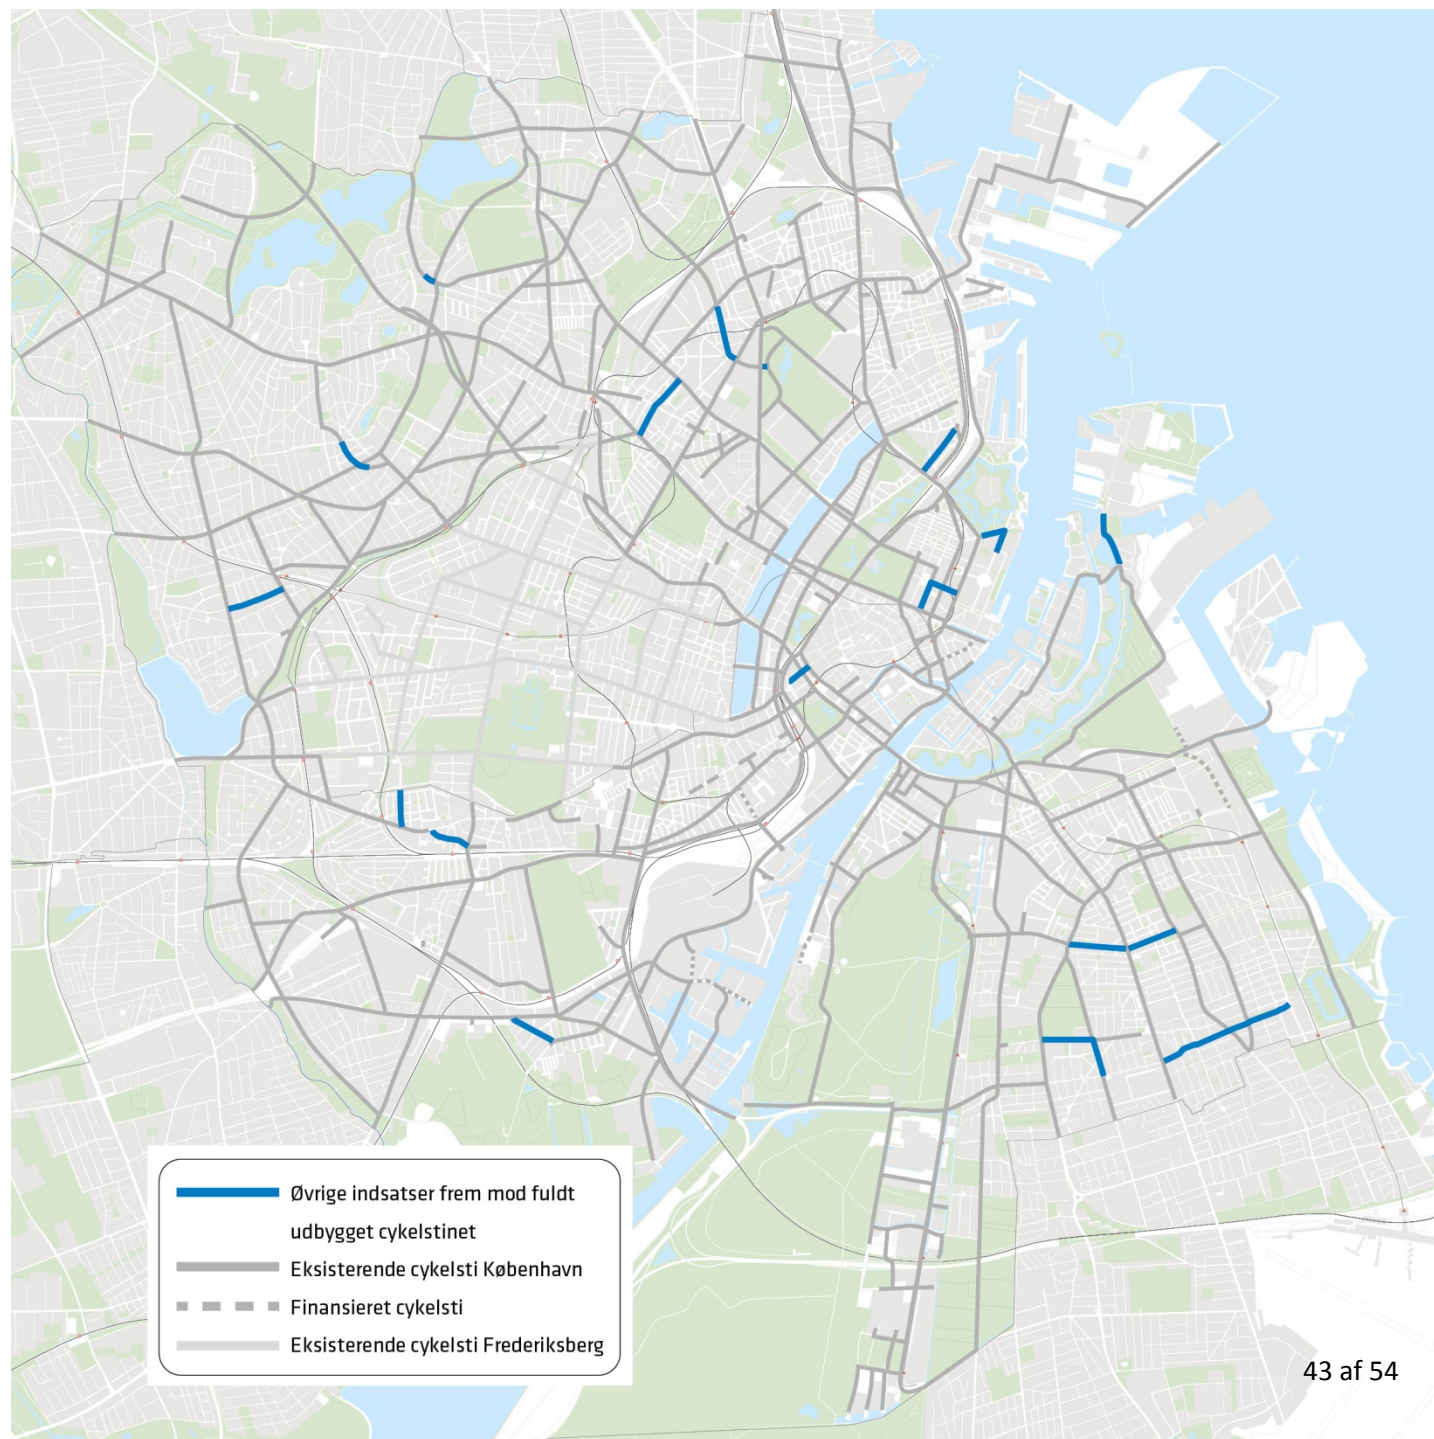 Øvrige indsatser frem mod fuldt
udbygget cykelstinet
Eksisterende cykelsti København
Finansieret cykelsti
Eksisterende cykelsti Frederiksberg
43 af 54